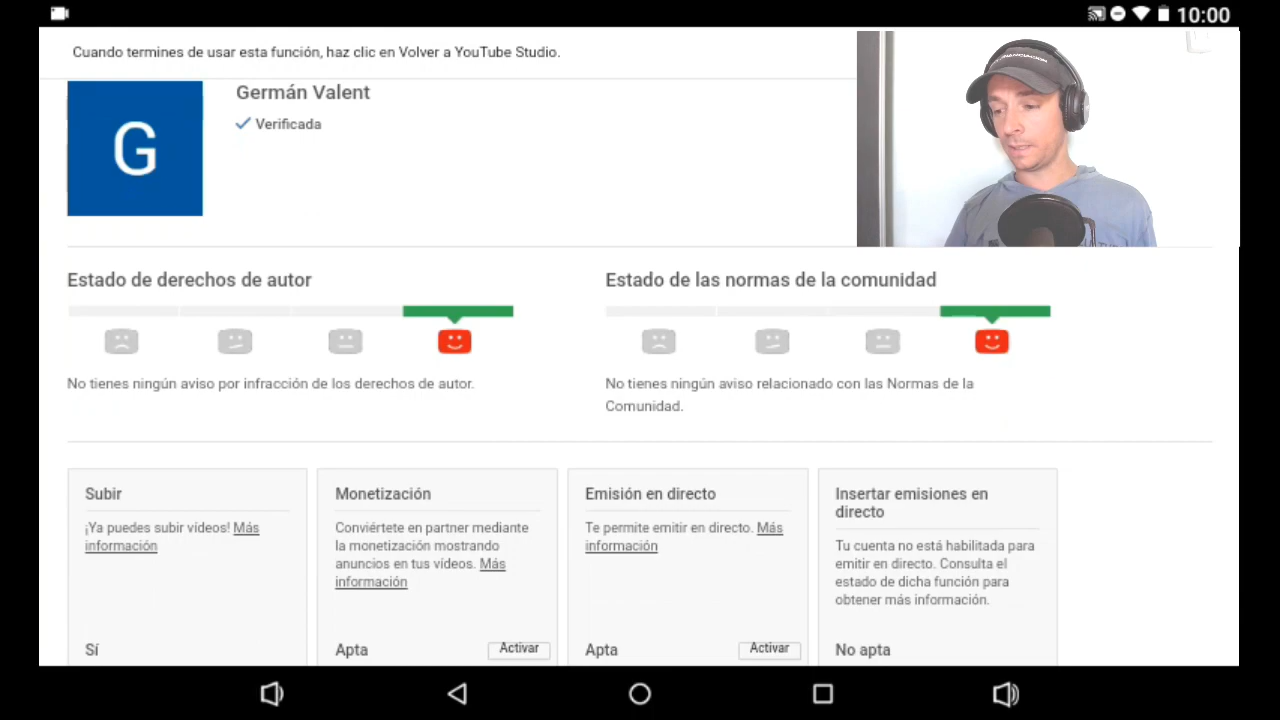 10:00
Cuando termines de usar esta función, haz clic en Volver a YouTube Studio.
G
Germán Valent
Verificada
Estado de derechos de autor
No tienes ningún aviso por infracción de los derechos de autor.
Estado de las normas de la comunidad
No tienes ningún aviso relacionado con las Normas de la
Comunidad.
Subir
¡Ya puedes subir vídeos! Más
información
Sí
Monetización
Conviértete en partner mediante
la monetización mostrando
anuncios en tus vídeos. Más
información
Apta
Activar
Emisión en directo
Te permite emitir en directo. Más
información
Apta
Activar
Insertar emisiones en
directo
Tu cuenta no está habilitada para
emitir en directo. Consulta el
estado de dicha función para
obtener más información.
No apta